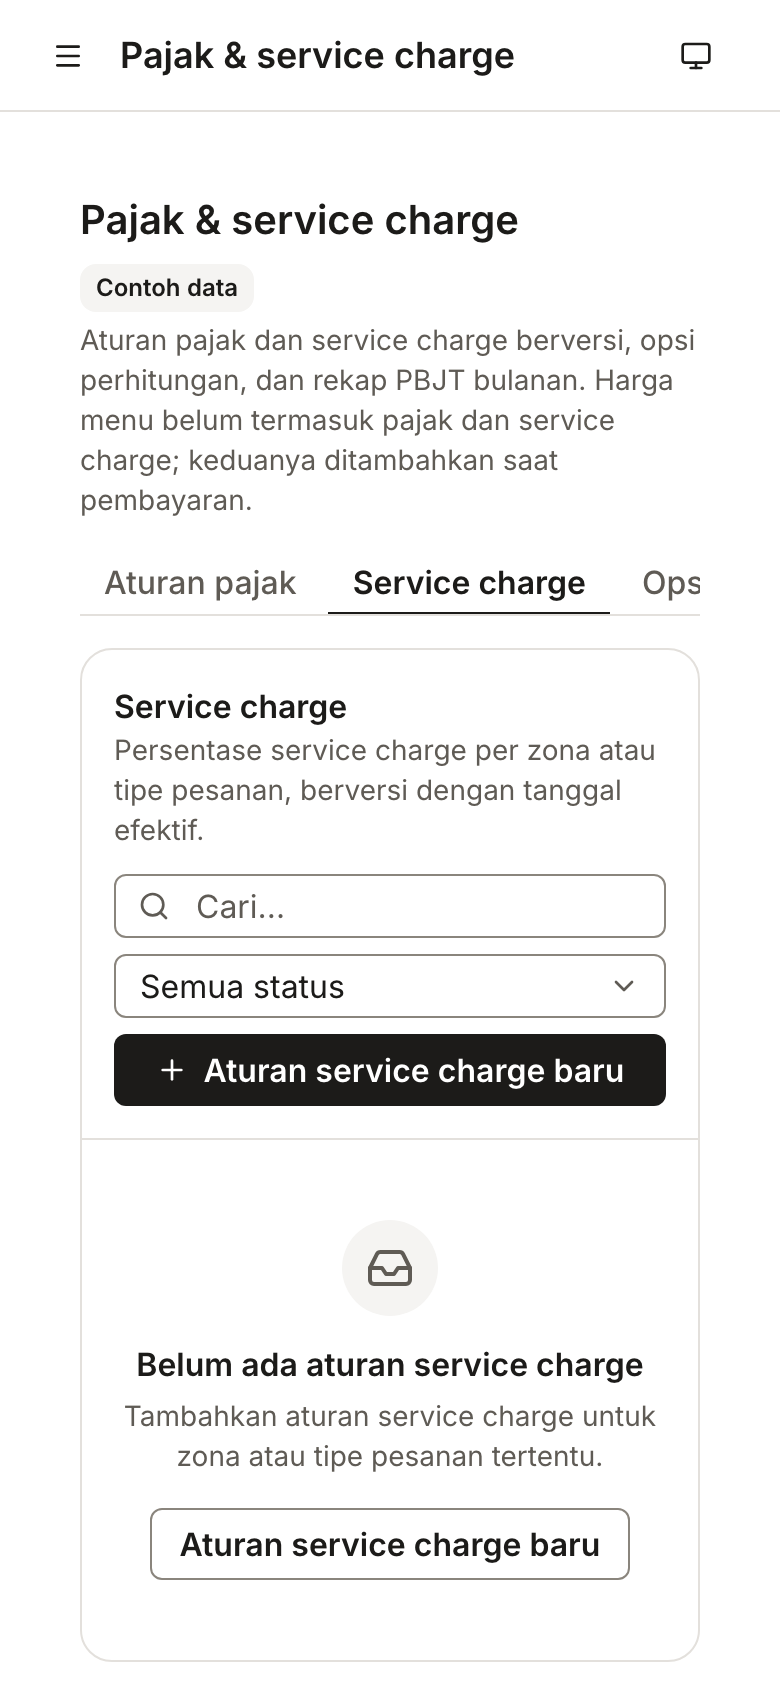 Pajak & service charge
Pajak & service charge
Contoh data
Aturan pajak dan service charge berversi, opsi
perhitungan, dan rekap PBJT bulanan. Harga
menu belum termasuk pajak dan service
charge; keduanya ditambahkan saat
pembayaran.
Aturan pajak
Service charge
Ops
Service charge
Persentase service charge per zona atau
tipe pesanan, berversi dengan tanggal
efektif.
Cari...
Semua status
Aturan service charge baru
Belum ada aturan service charge
Tambahkan aturan service charge untuk
zona atau tipe pesanan tertentu.
Aturan service charge baru